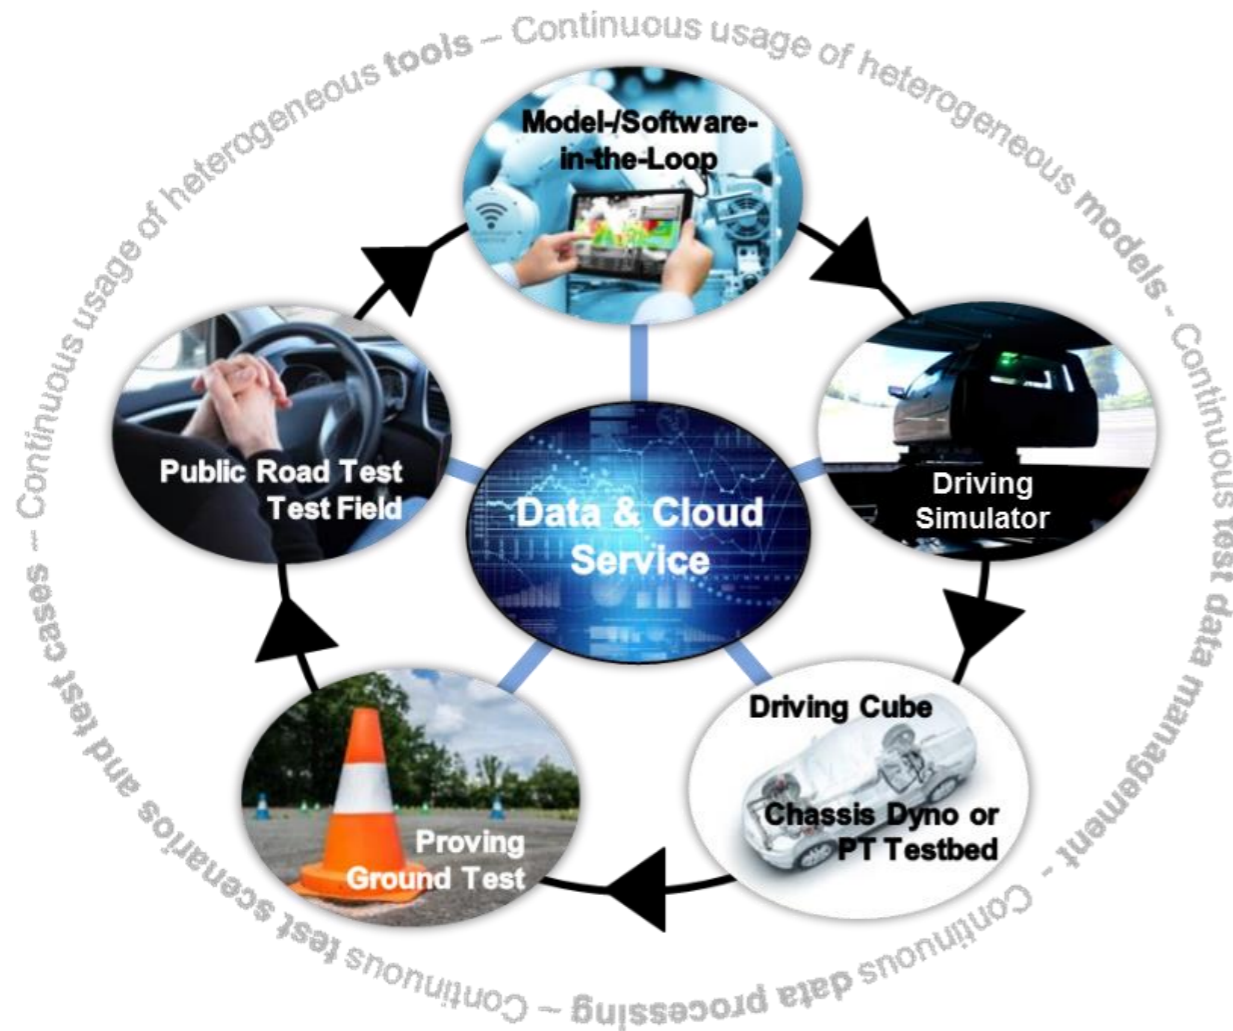 Continuous usage of heterogeneous tools – Continuous usage of heterogeneous models - Continuous test data management - Continuous data processing – Continuous test scenarios and test cases –
Model-/Software-
in-the-Loop
Driving
Simulator
Driving Cube
Chassis Dyno or
PT Testbed
Proving
Ground Test
Public Road Test
Test Field
Data & Cloud
Service